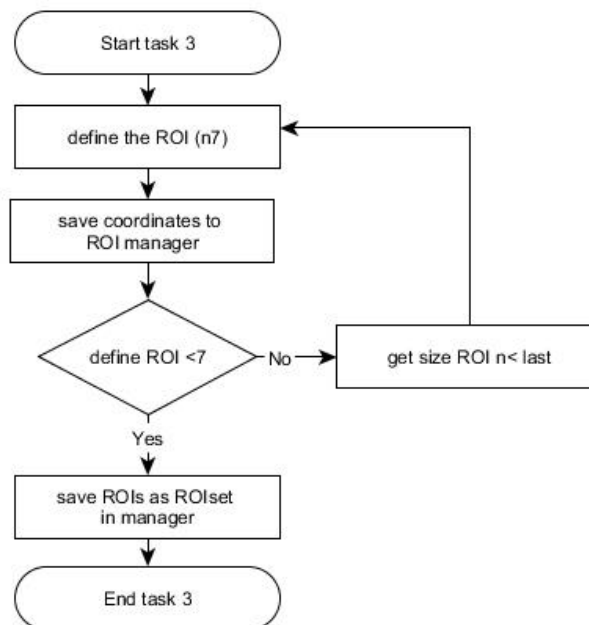 Start task 3
define the ROI (n7)
save coordinates to
ROI manager
define ROI <7
No
get size ROI n< last
Yes
save ROIs as ROIset
in manager
End task 3